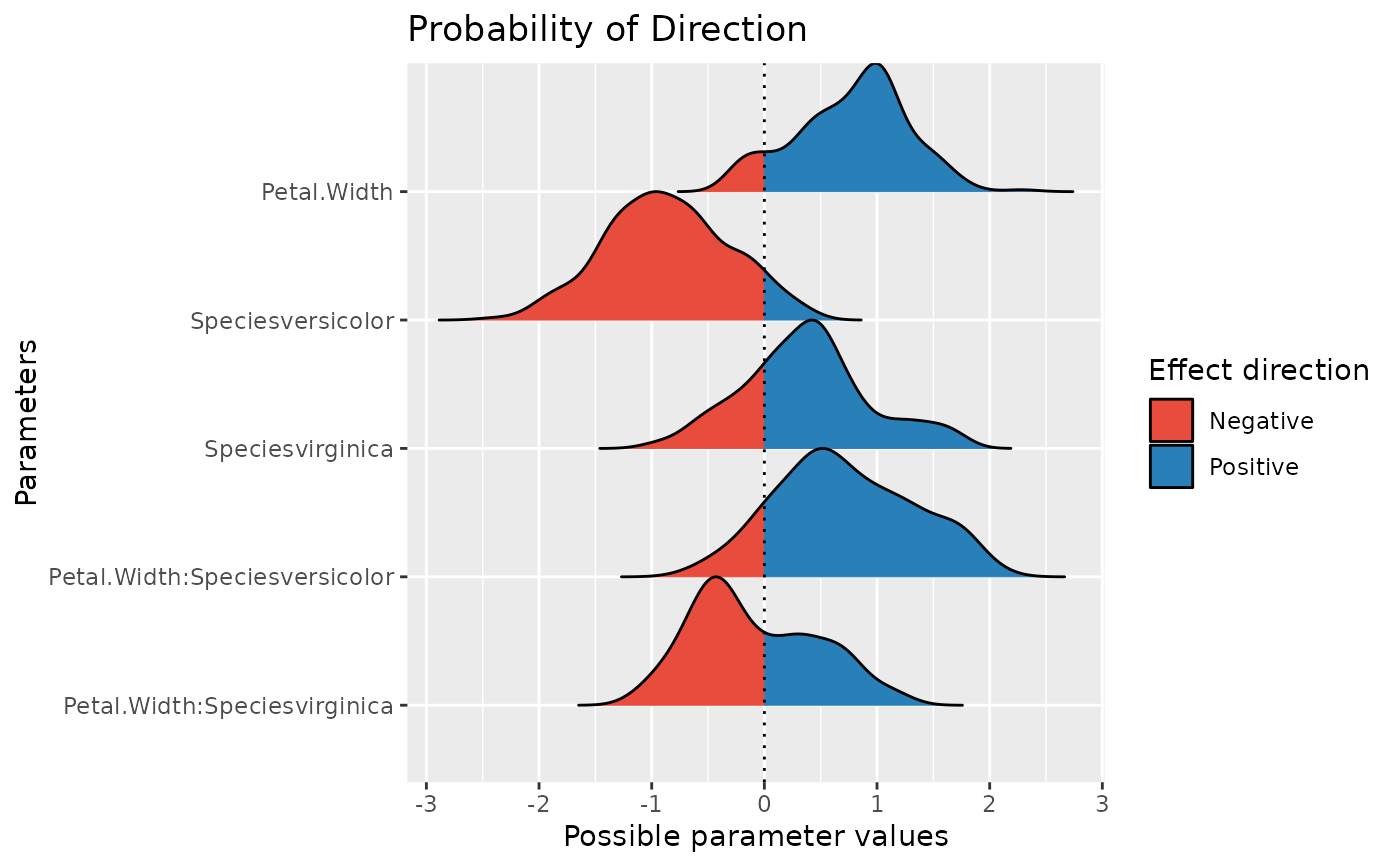 Probability of Direction
Parameters
Petal.Width
Speciesversicolor
Speciesvirginica
Petal.Width:Speciesversicolor
Petal.Width:Speciesvirginica
-3 -2 -1 0 1 2 3
Possible parameter values
Effect direction
Negative
Positive